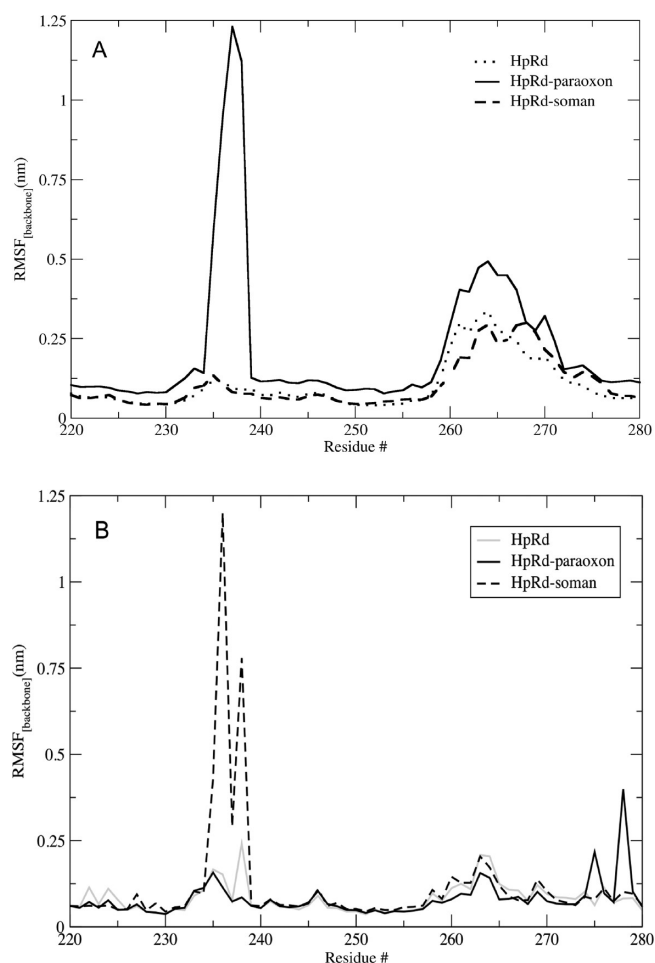 A
HpRd
HpRd-paraoxon
HpRd-soman
RMSF[backbone](nm)
1.25
1
0.75
0.5
0.25
0
220 230 240 250 260 270 280
Residue #
B
HpRd
HpRd-paraoxon
HpRd-soman
RMSF[backbone](nm)
1.25
1
0.75
0.5
0.25
0
220 230 240 250 260 270 280
Residue #